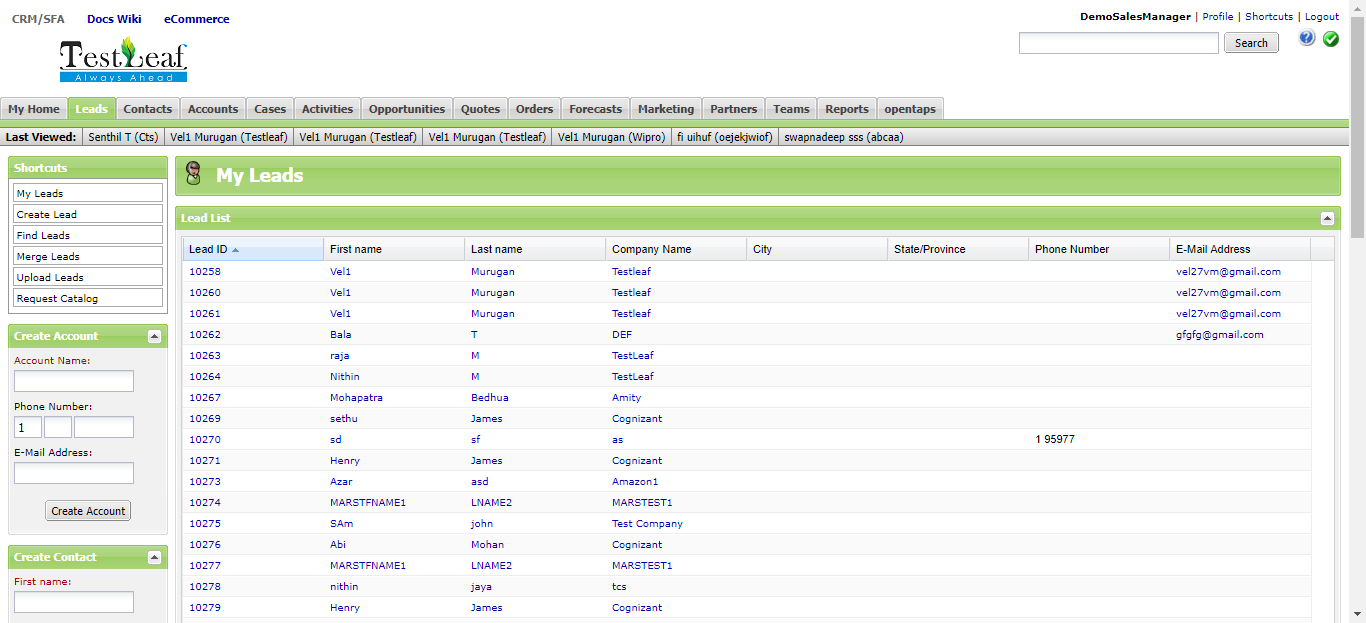 CRM/SFA Docs Wiki eCommerce
DemoSalesManager | Profile | Shortcuts | Logout
TestLeaf
Always Ahead
Search
My Home Leads Contacts Accounts Cases Activities Opportunities Quotes Orders Forecasts Marketing Partners Teams Reports opentaps
Last Viewed: Senthil T (Cts) Vel1 Murugan (Testleaf) Vel1 Murugan (Testleaf) Vel1 Murugan (Testleaf) Vel1 Murugan (Wipro) fi uihuf (oejekjwiof) swapnadeep sss (abcaa)
Shortcuts
My Leads
Create Lead
Find Leads
Merge Leads
Upload Leads
Request Catalog
Create Account
Account Name:
Phone Number:
1
E-Mail Address:
Create Account
Create Contact
First name:
My Leads
Lead List
Lead ID First name Last name Company Name City State/Province Phone Number E-Mail Address
10258 Vel1 Murugan Testleaf vel27vm@gmail.com
10260 Vel1 Murugan Testleaf vel27vm@gmail.com
10261 Vel1 Murugan Testleaf vel27vm@gmail.com
10262 Bala T DEF gfgfg@gmail.com
10263 raja M TestLeaf
10264 Nithin M TestLeaf
10267 Mohapatra Bedhua Amity
10269 sethu James Cognizant
10270 sd sf as 1 95977
10271 Henry James Cognizant
10273 Azar asd Amazon1
10274 MARSTFNAME1 LNAME2 MARSTEST1
10275 SAm john Test Company
10276 Abi Mohan Cognizant
10277 MARSTFNAME1 LNAME2 MARSTEST1
10278 nithin jaya tcs
10279 Henry James Cognizant